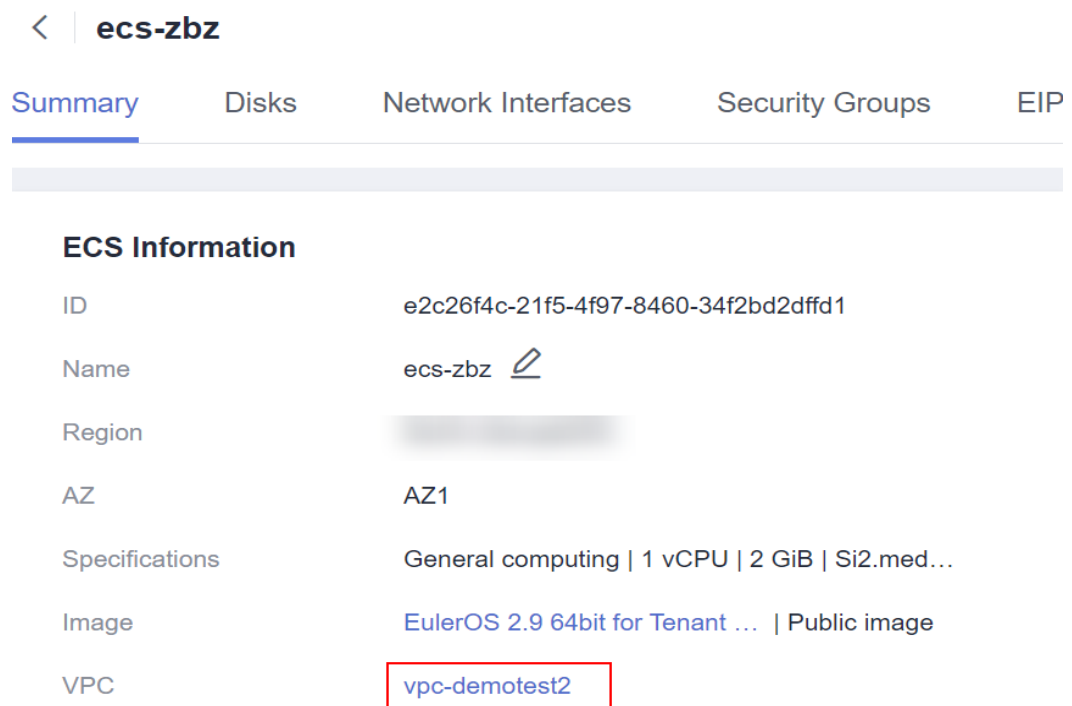 ecs-zbz
Summary Disks Network Interfaces Security Groups EIP
ECS Information
ID e2c26f4c-21f5-4f97-8460-34f2bd2dffd1
Name ecs-zbz
Region
AZ AZ1
Specifications General computing | 1 vCPU | 2 GiB | Si2.med...
Image EulerOS 2.9 64bit for Tenant ... | Public image
VPC vpc-demotest2